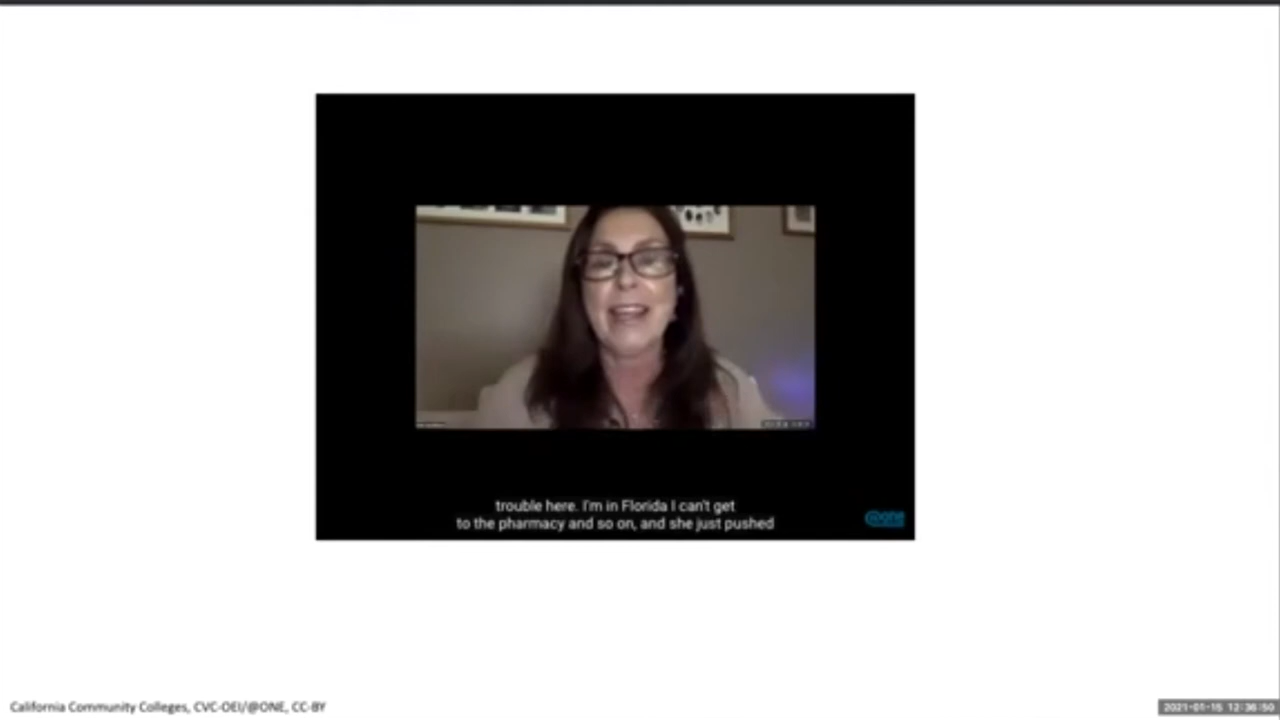 trouble here. I'm in Florida I can't get
to the pharmacy and so on, and she just pushed
@ONE
California Community Colleges, CVC-OEI/@ONE, CC-BY
2021-01-15 12:36:50